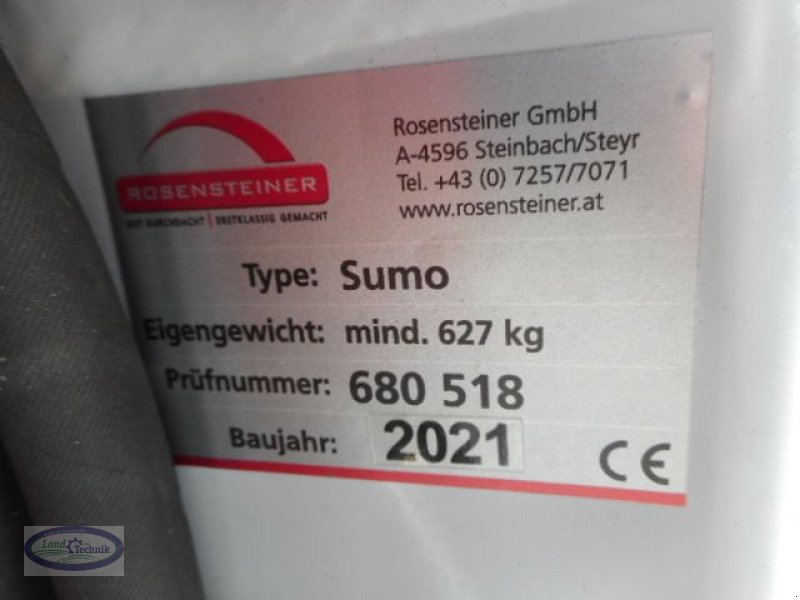 ROSENSTEINER
MIT DURCHDACHT | ERSTKLASSIG GEMACHT
Rosensteiner GmbH
A-4596 Steinbach/Steyr
Tel. +43 (0) 7257/7071
www.rosensteiner.at
Type: Sumo
Eigengewicht: mind. 627 kg
Prüfnummer: 680 518
Baujahr: 2021
CE
Land
Technik